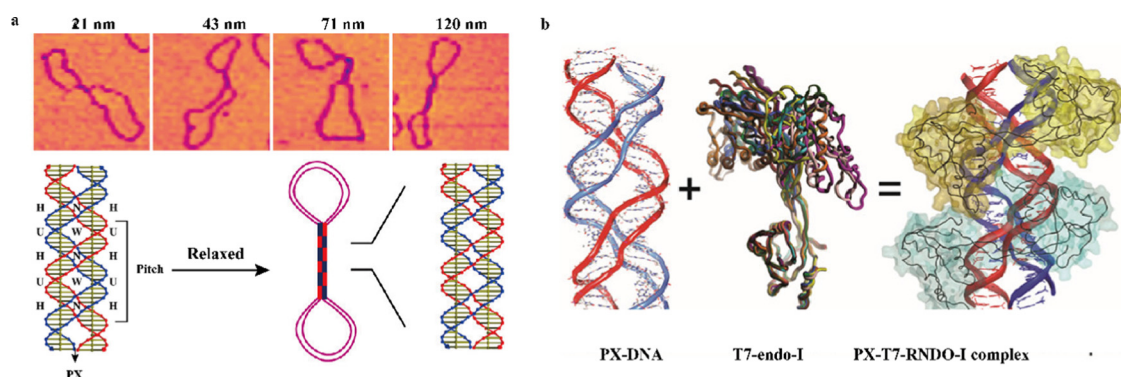 a
21 nm 43 nm 71 nm 120 nm
b
H N H
U W U
H N H
U W U
H N H
Pitch
Relaxed
PX
+
=
PX-DNA T7-endo-I PX-T7-RNDO-I complex